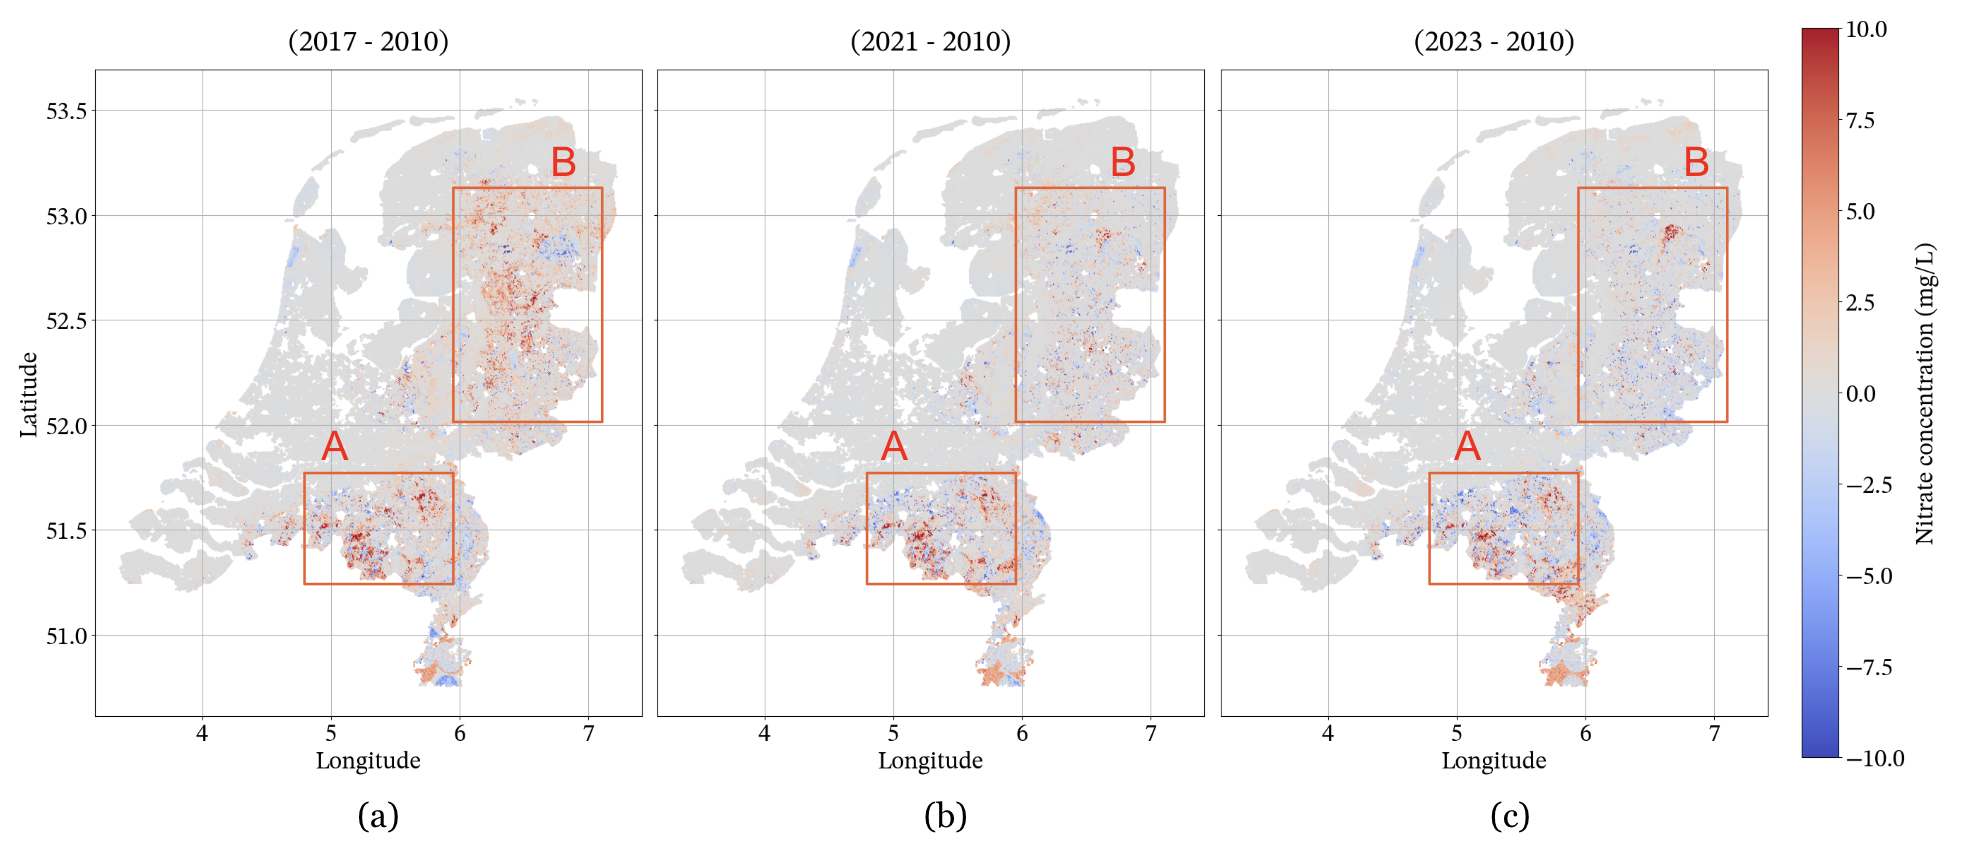 (2017 - 2010)
(2021 - 2010)
(2023 - 2010)
10.0
7.5
5.0
2.5
0.0
−2.5
−5.0
−7.5
−10.0
Nitrate concentration (mg/L)
53.5
53.0
52.5
52.0
51.5
51.0
Latitude
B
A
B
A
B
A
4 5 6 7
4 5 6 7
4 5 6 7
Longitude
Longitude
Longitude
(a)
(b)
(c)